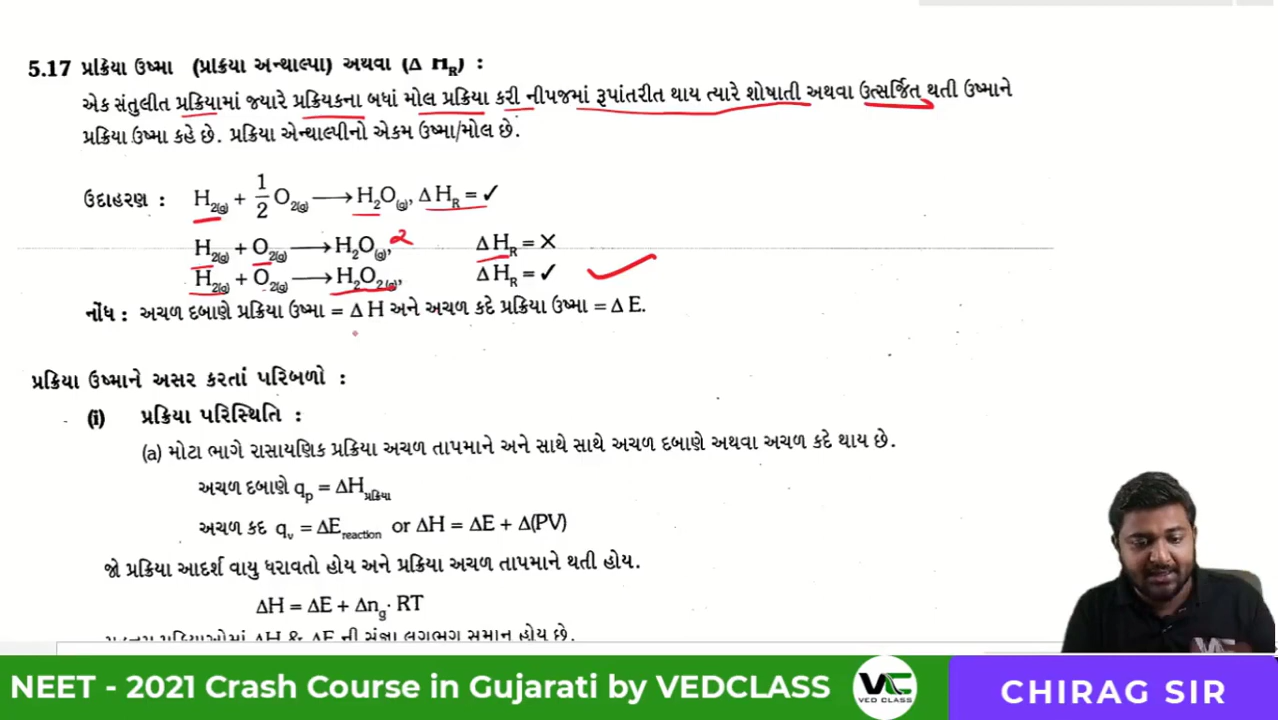 5.17 પ્રક્રિયા ઉષ્મા (પ્રક્રિયા એન્થાલ્પી) અથવા (Δ H_R) :
એક સંતુલીત પ્રક્રિયામાં જ્યારે પ્રક્રિયકના બધાં મોલ પ્રક્રિયા કરી નીપજમાં રૂપાંતરીત થાય ત્યારે શોષાતી અથવા ઉત્સર્જિત થતી ઉષ્માને
પ્રક્રિયા ઉષ્મા કહે છે. પ્રક્રિયા એન્થાલ્પીનો એકમ ઉષ્મા/મોલ છે.
ઉદાહરણ : H₂(g) + 1/2 O₂(g) ⟶ H₂O(g), ΔH_R = ✓
H₂(g) + O₂(g) ⟶ H₂O(g), ΔH_R = ×
H₂(g) + O₂(g) ⟶ H₂O₂(g), ΔH_R = ✓
નોંધ : અચળ દબાણે પ્રક્રિયા ઉષ્મા = Δ H અને અચળ કદે પ્રક્રિયા ઉષ્મા = Δ E.
પ્રક્રિયા ઉષ્માને અસર કરતાં પરિબળો :
(i) પ્રક્રિયા પરિસ્થિતિ :
(a) મોટા ભાગે રાસાયણિક પ્રક્રિયા અચળ તાપમાને અને સાથે સાથે અચળ દબાણે અથવા અચળ કદે થાય છે.
અચળ દબાણે q_p = ΔH_પ્રક્રિયા
અચળ કદ q_v = ΔE_reaction or ΔH = ΔE + Δ(PV)
જો પ્રક્રિયા આદર્શ વાયુ ધરાવતો હોય અને પ્રક્રિયા અચળ તાપમાને થતી હોય.
ΔH = ΔE + Δn_g· RT
ΔH & ΔE ની સંજ્ઞા લગભગ સમાન હોય છે.
NEET - 2021 Crash Course in Gujarati by VEDCLASS
VC
VED CLASS
CHIRAG SIR